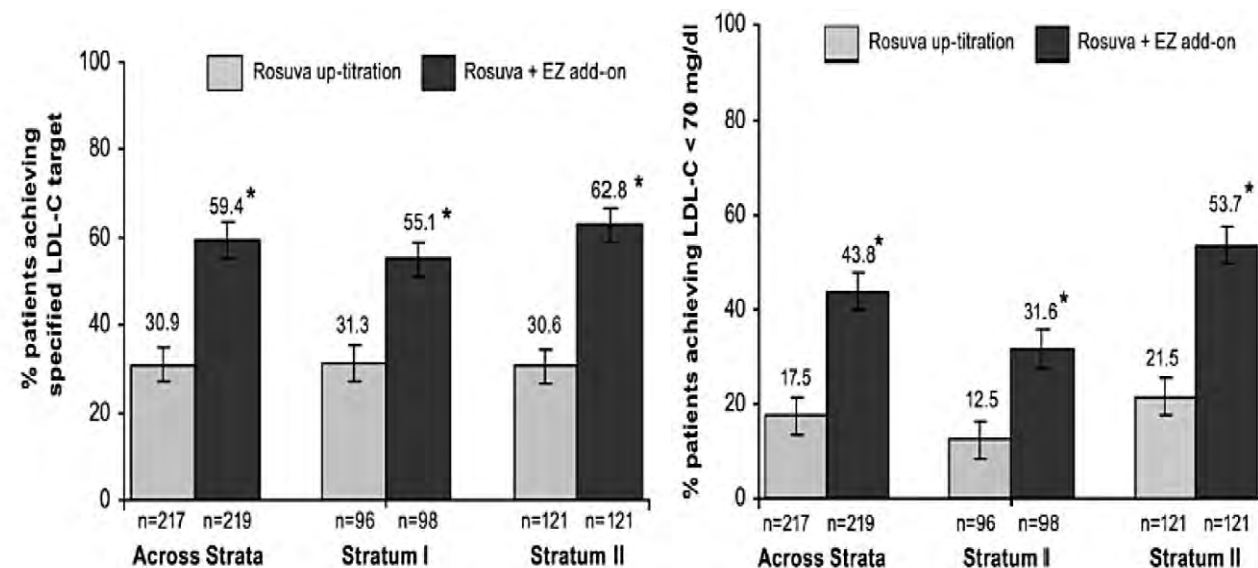 % patients achieving
specified LDL-C target
100
80
60
40
20
0
Rosuva up-titration
Rosuva + EZ add-on
30.9
59.4 *
31.3
55.1 *
30.6
62.8 *
n=217 n=219
n=96 n=98
n=121 n=121
Across Strata
Stratum I
Stratum II
% patients achieving LDL-C < 70 mg/dl
100
80
60
40
20
0
Rosuva up-titration
Rosuva + EZ add-on
17.5
43.8 *
12.5
31.6 *
21.5
53.7 *
n=217 n=219
n=96 n=98
n=121 n=121
Across Strata
Stratum I
Stratum II